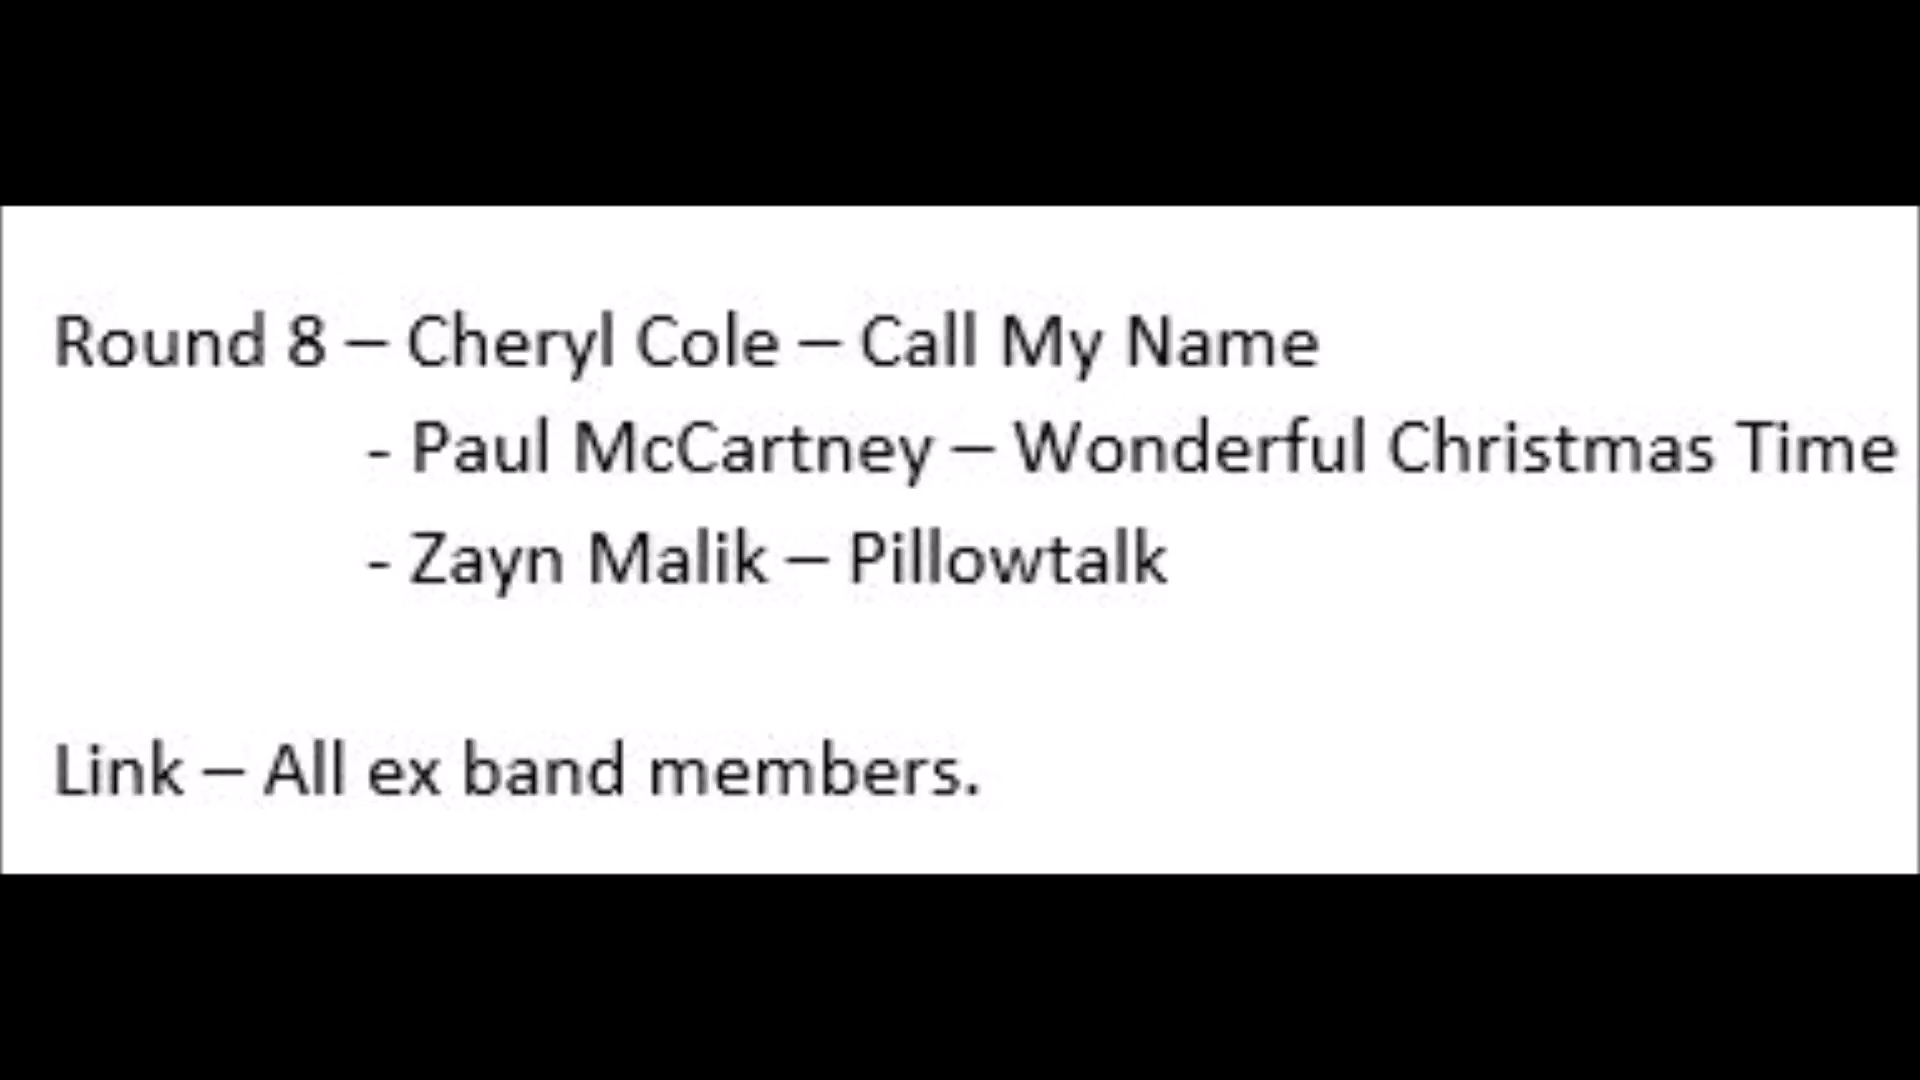 Round 8 – Cheryl Cole – Call My Name
- Paul McCartney – Wonderful Christmas Time
- Zayn Malik – Pillowtalk
Link – All ex band members.